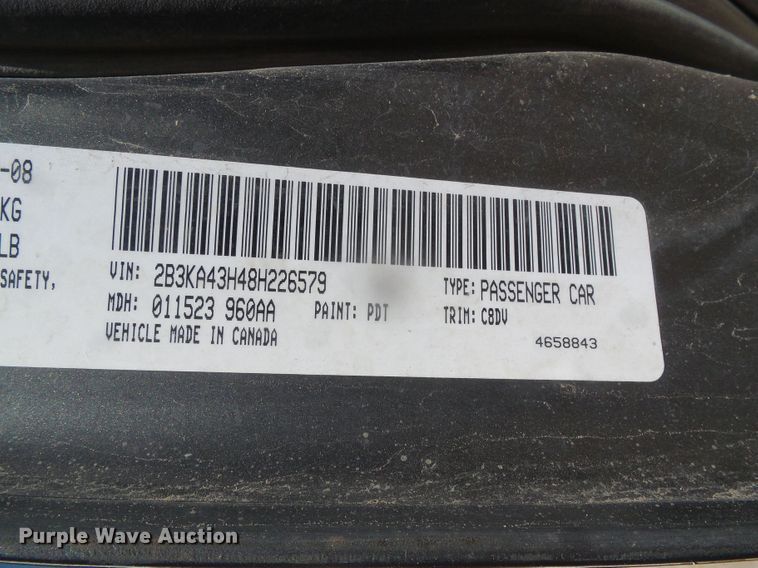 -08
KG
LB
SAFETY,
VIN: 2B3KA43H48H226579
TYPE: PASSENGER CAR
MDH: 011523 960AA
PAINT: PDT
TRIM: C8DV
VEHICLE MADE IN CANADA
4658843
Purple Wave Auction